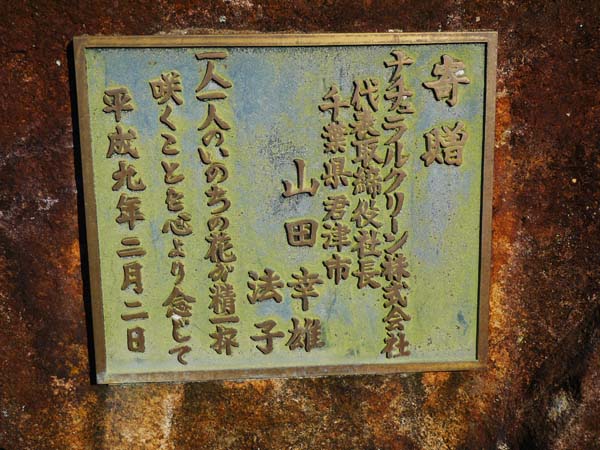 寄贈
ナチュラルクリーン株式会社
代表取締役社長
千葉県君津市
山田幸雄
法子
一人一人のいのちの花が精一杯
咲くことを心より念じて
平成九年二月二日